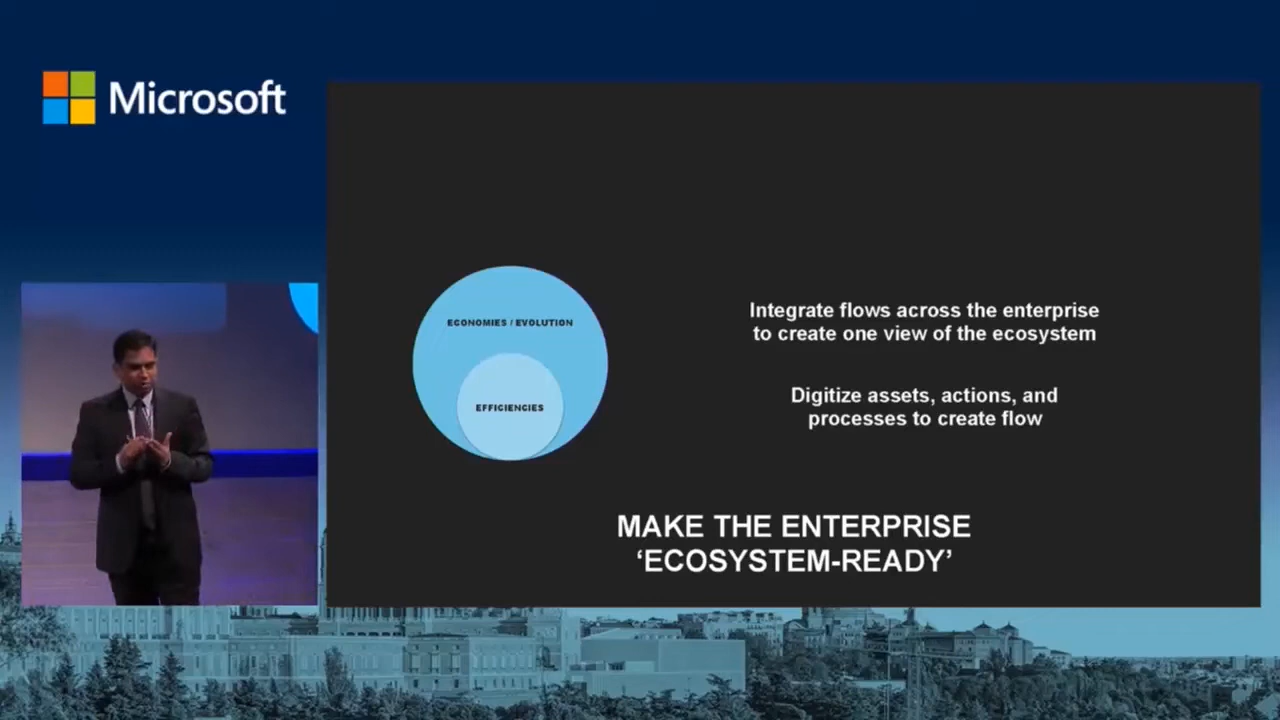 Microsoft
ECONOMIES / EVOLUTION
EFFICIENCIES
Integrate flows across the enterprise
to create one view of the ecosystem
Digitize assets, actions, and
processes to create flow
MAKE THE ENTERPRISE
‘ECOSYSTEM-READY’